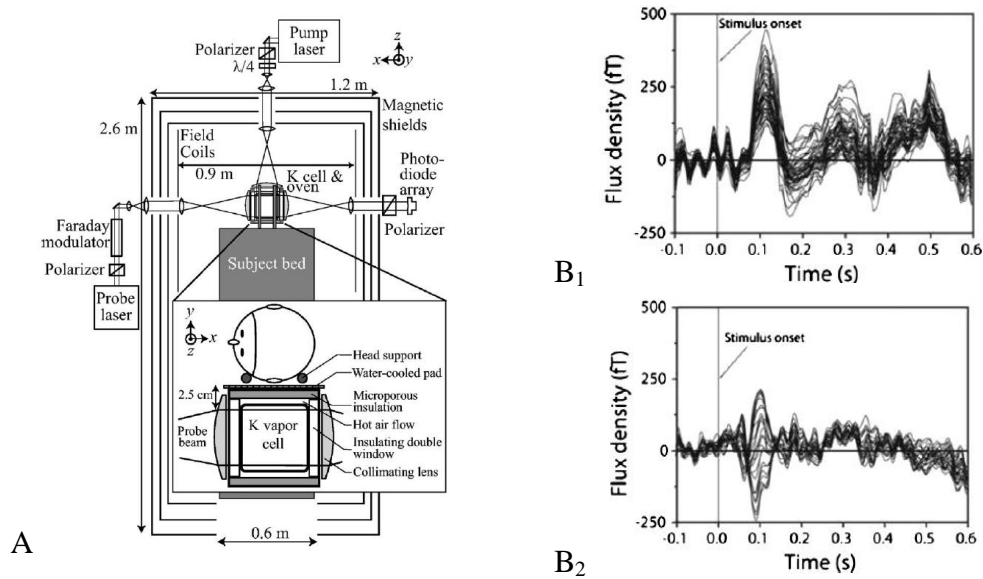 Pump
laser
Polarizer
λ/4
z
x
y
1.2 m
Magnetic
shields
2.6 m
Field
Coils
0.9 m
K cell &
oven
Photo-
diode
array
Polarizer
Faraday
modulator
Polarizer
Probe
laser
Subject bed
y
x
z
Head support
Water-cooled pad
2.5 cm
Microporous
insulation
Hot air flow
Probe
beam
K vapor
cell
Insulating double
window
Collimating lens
0.6 m
A
500
250
0
-250
Flux density (fT)
Stimulus onset
-0.1 0.0 0.1 0.2 0.3 0.4 0.5 0.6
Time (s)
B1
500
250
0
-250
Flux density (fT)
Stimulus onset
-0.1 0.0 0.1 0.2 0.3 0.4 0.5 0.6
Time (s)
B2